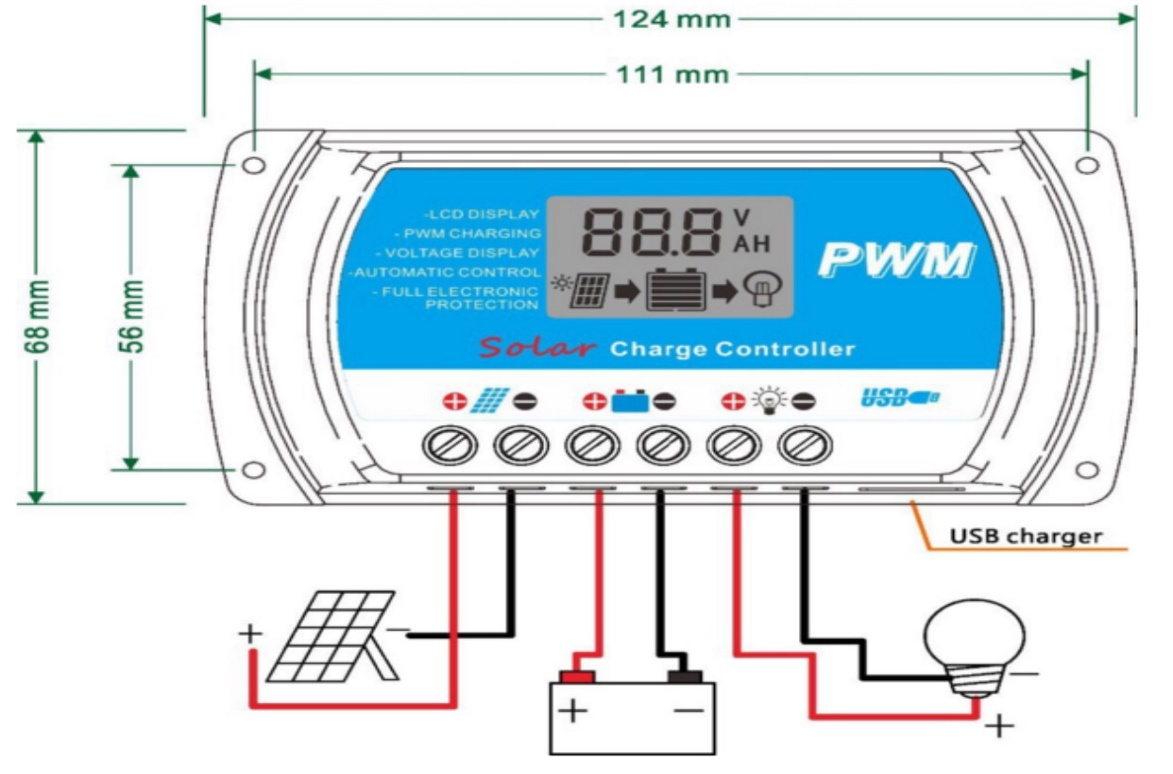 124 mm
111 mm
68 mm
56 mm
-LCD DISPLAY
- PWM CHARGING
- VOLTAGE DISPLAY
-AUTOMATIC CONTROL
- FULL ELECTRONIC
PROTECTION
88.8 V
AH
PWM
Solar Charge Controller
+ - + - + - USB
USB charger
+ -
+ -
-
+